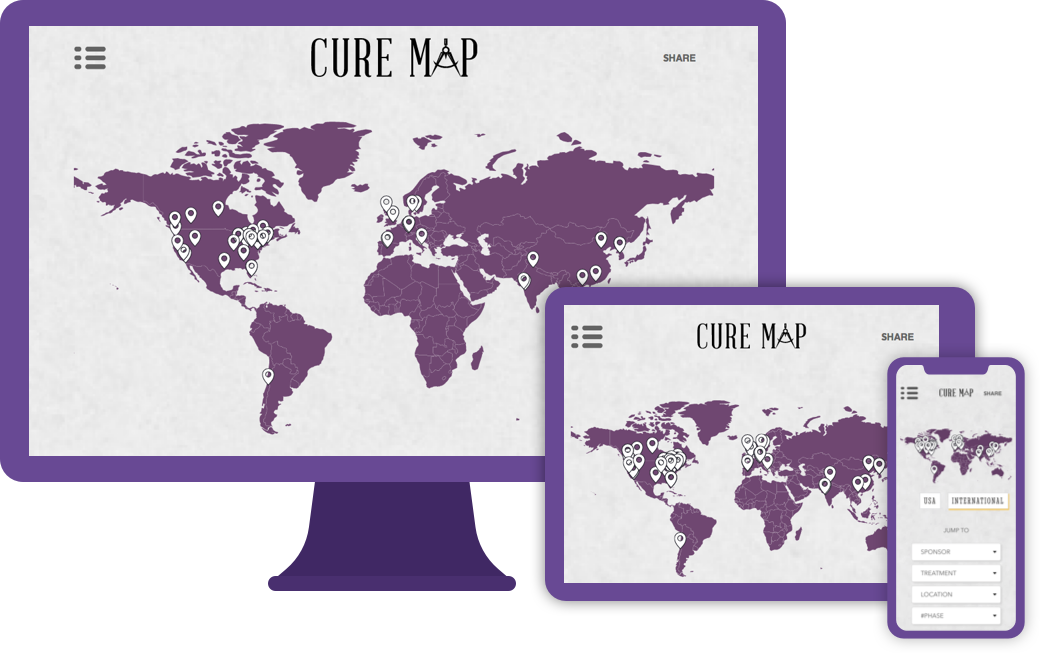 CURE MAP
SHARE
CURE MAP
SHARE
CURE MAP
SHARE
USA
INTERNATIONAL
JUMP TO
SPONSOR
TREATMENT
LOCATION
#PHASE